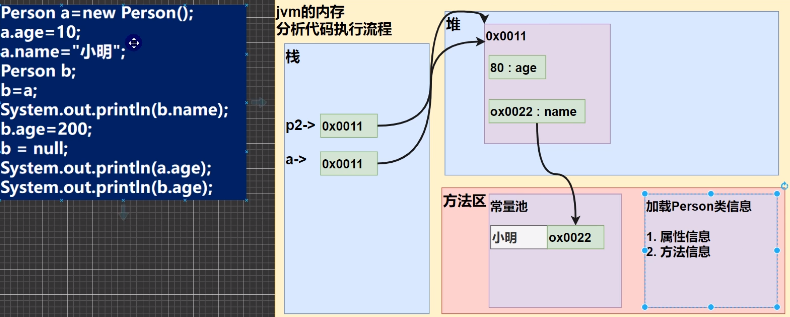 Person a=new Person();
a.age=10;
a.name="小明";
Person b;
b=a;
System.out.println(b.name);
b.age=200;
b = null;
System.out.println(a.age);
System.out.println(b.age);
jvm的内存
分析代码执行流程
栈
p2->
0x0011
a->
0x0011
堆
0x0011
80 : age
ox0022 : name
方法区
常量池
小明
ox0022
加载Person类信息
1. 属性信息
2. 方法信息